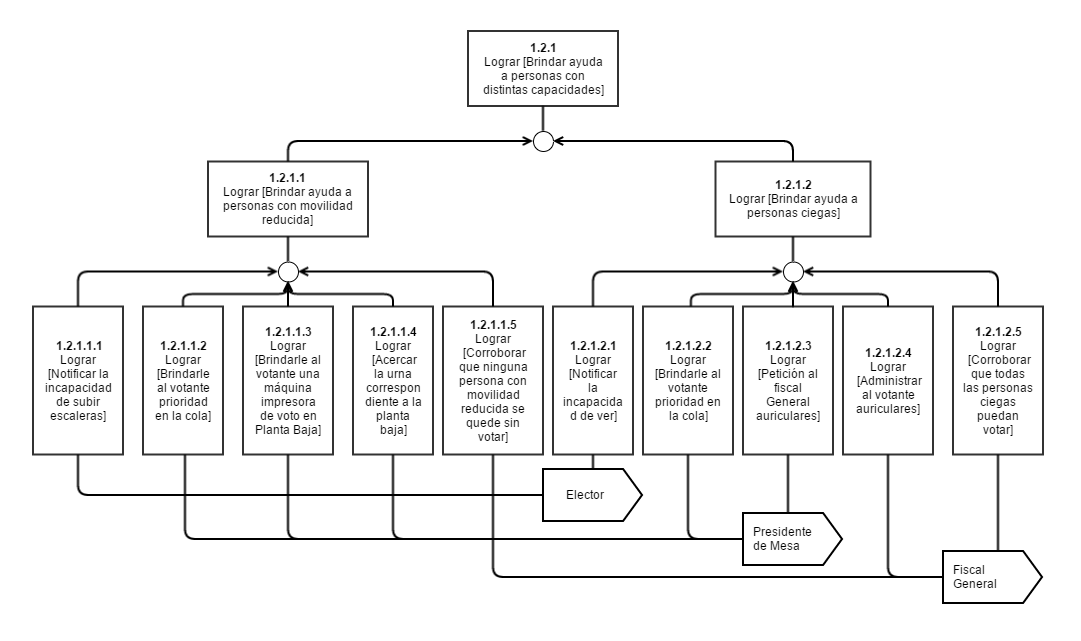 1.2.1
Lograr [Brindar ayuda
a personas con
distintas capacidades]
1.2.1.1
Lograr [Brindar ayuda a
personas con movilidad
reducida]
1.2.1.2
Lograr [Brindar ayuda a
personas ciegas]
1.2.1.1.1
Lograr
[Notificar la
incapacidad
de subir
escaleras]
1.2.1.1.2
Lograr
[Brindarle
al votante
prioridad
en la cola]
1.2.1.1.3
Lograr
[Brindarle al
votante una
máquina
impresora
de voto en
Planta Baja]
1.2.1.1.4
Lograr
[Acercar
la urna
correspon
diente a la
planta
baja]
1.2.1.1.5
Lograr
[Corroborar
que ninguna
persona con
movilidad
reducida se
quede sin
votar]
1.2.1.2.1
Lograr
[Notificar
la
incapacida
d de ver]
1.2.1.2.2
Lograr
[Brindarle al
votante
prioridad en
la cola]
1.2.1.2.3
Lograr
[Petición al
fiscal
General
auriculares]
1.2.1.2.4
Lograr
[Administrar
al votante
auriculares]
1.2.1.2.5
Lograr
[Corroborar
que todas
las personas
ciegas
puedan
votar]
Elector
Presidente
de Mesa
Fiscal
General